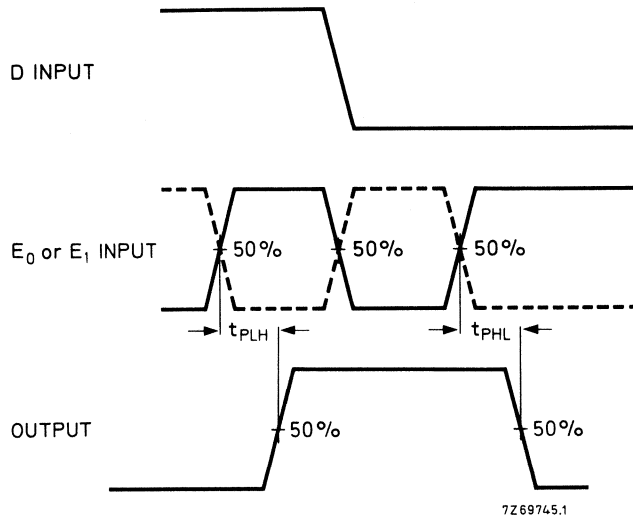 D INPUT
E₀ or E₁ INPUT
50%
50%
50%
tPLH
tPHL
OUTPUT
50%
50%
7Z69745.1